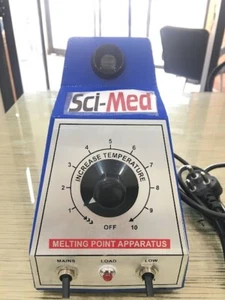 Sci-Med
INCREASE TEMPERATURE
1 2 3 4 5 6 7 8 9 10
OFF
MELTING POINT APPARATUS
MAINS LOAD LOW